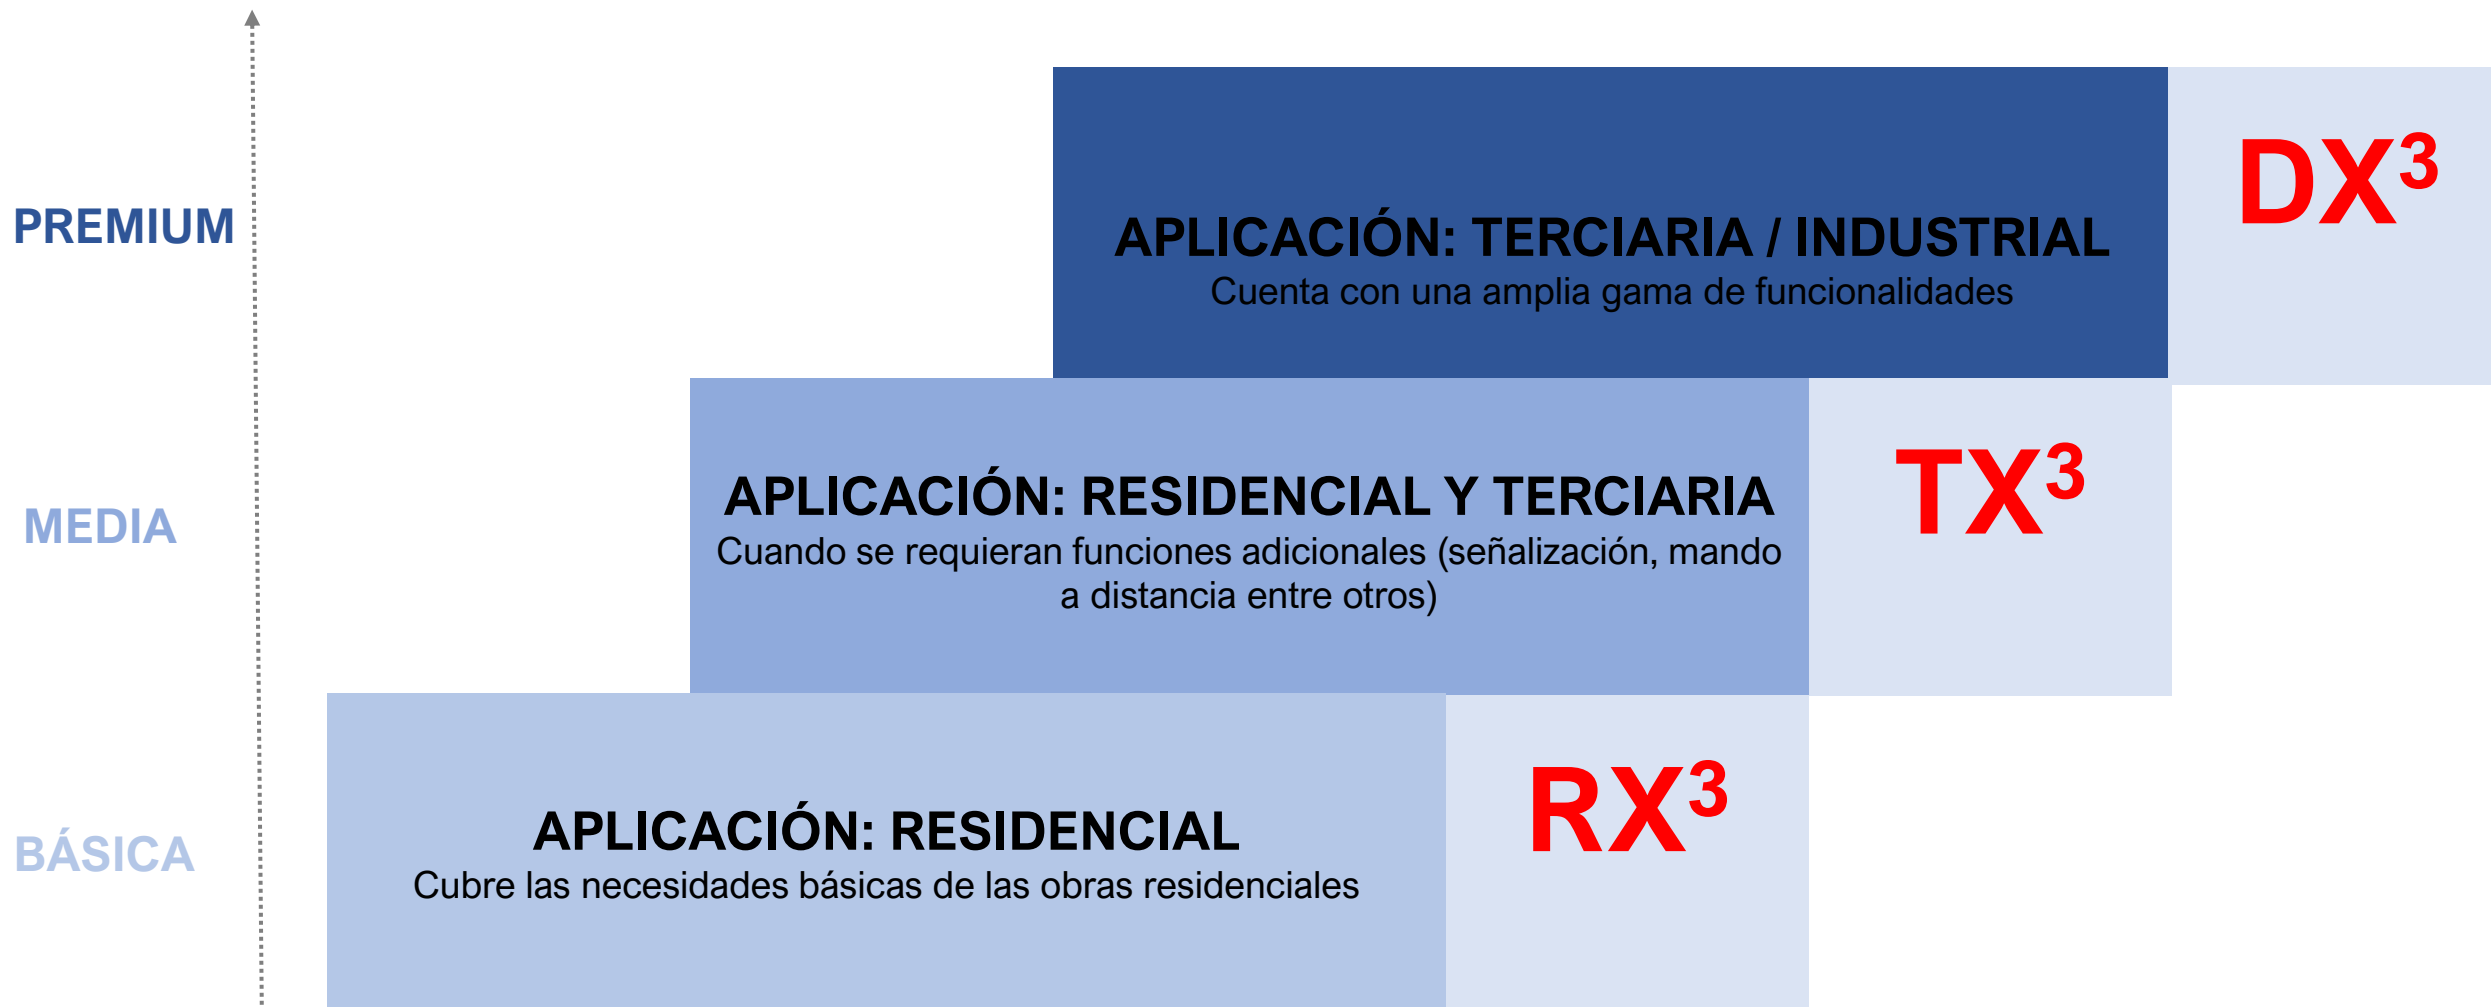 PREMIUM
APLICACIÓN: TERCIARIA / INDUSTRIAL
Cuenta con una amplia gama de funcionalidades
DX³
MEDIA
APLICACIÓN: RESIDENCIAL Y TERCIARIA
Cuando se requieran funciones adicionales (señalización, mando
a distancia entre otros)
TX³
BÁSICA
APLICACIÓN: RESIDENCIAL
Cubre las necesidades básicas de las obras residenciales
RX³